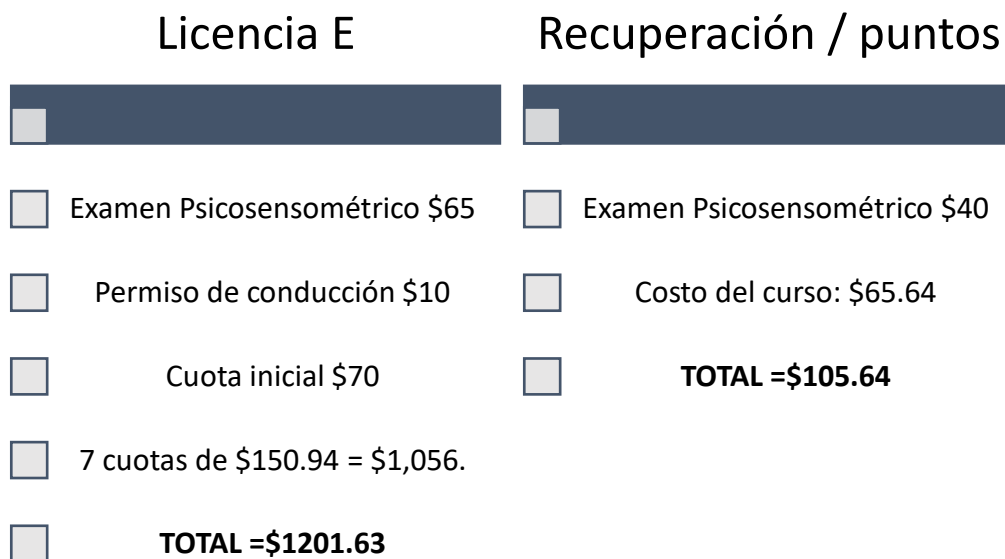 Licencia E
Examen Psicosensométrico $65
Permiso de conducción $10
Cuota inicial $70
7 cuotas de $150.94 = $1,056.
TOTAL =$1201.63
Recuperación / puntos
Examen Psicosensométrico $40
Costo del curso: $65.64
TOTAL =$105.64